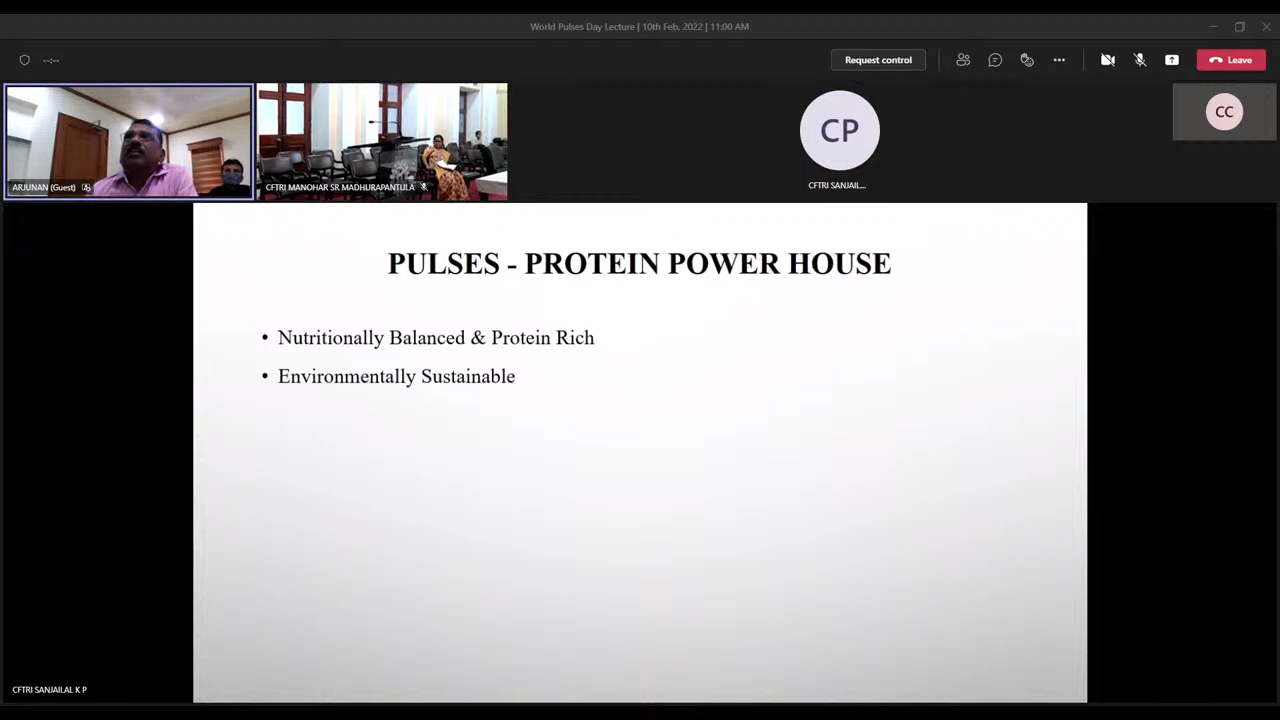 World Pulses Day Lecture | 10th Feb, 2022 | 11:00 AM
--:--
Request control
Leave
ARJUNAN (Guest)
CFTRI MANOHAR SR MADHURAPANTULA
CP
CFTRI SANJAIL...
CC
PULSES - PROTEIN POWER HOUSE
• Nutritionally Balanced & Protein Rich
• Environmentally Sustainable
CFTRI SANJAILAL K P